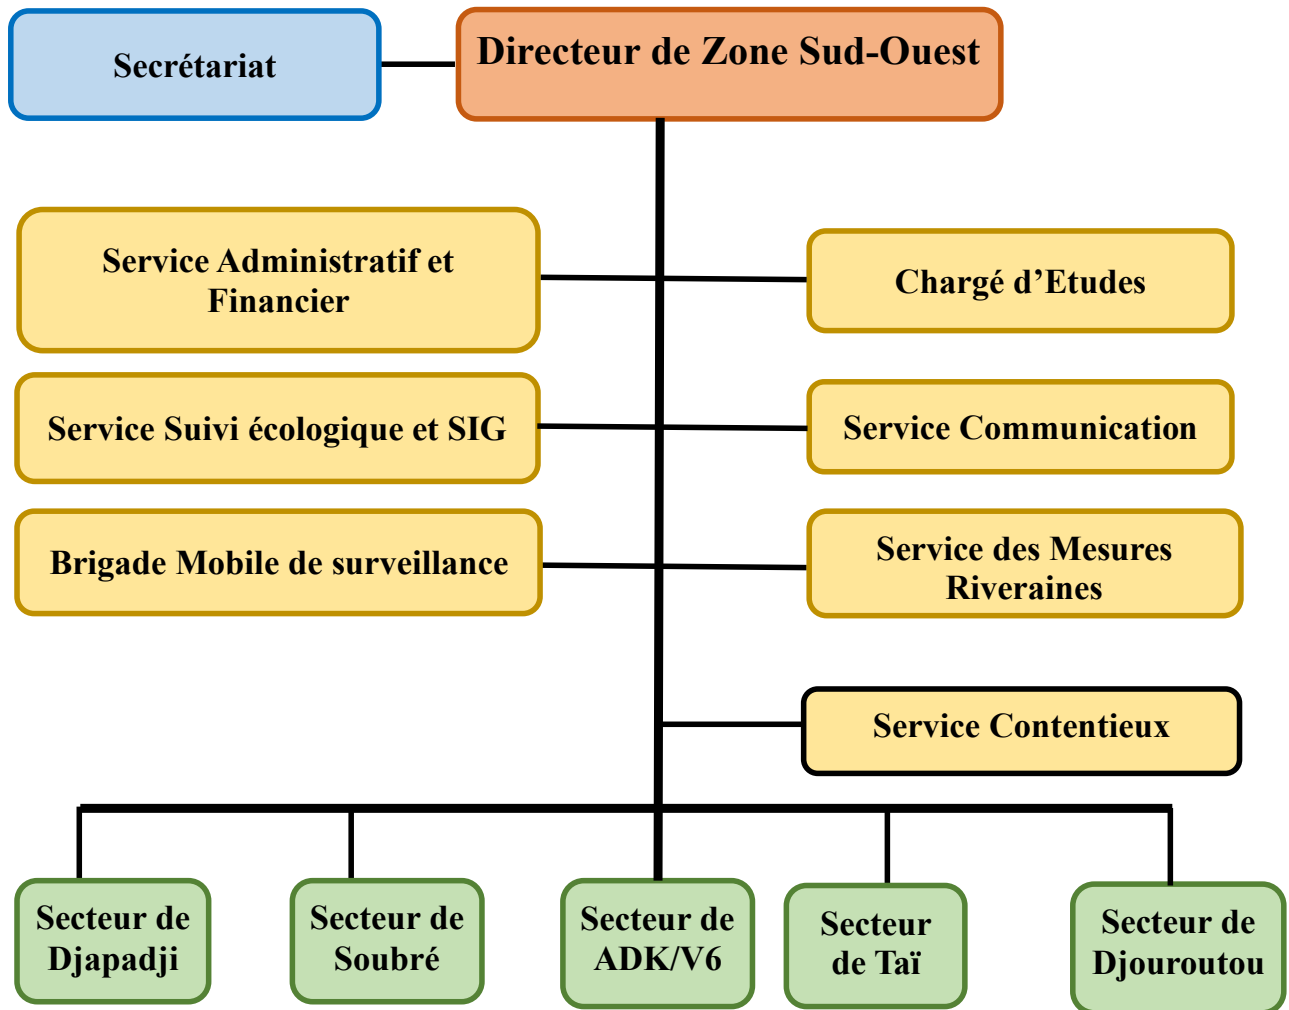 Secrétariat
Directeur de Zone Sud-Ouest
Service Administratif et
Financier
Chargé d’Etudes
Service Suivi écologique et SIG
Service Communication
Brigade Mobile de surveillance
Service des Mesures
Riveraines
Service Contentieux
Secteur de
Djapadji
Secteur de
Soubré
Secteur de
ADK/V6
Secteur
de Taï
Secteur de
Djouroutou